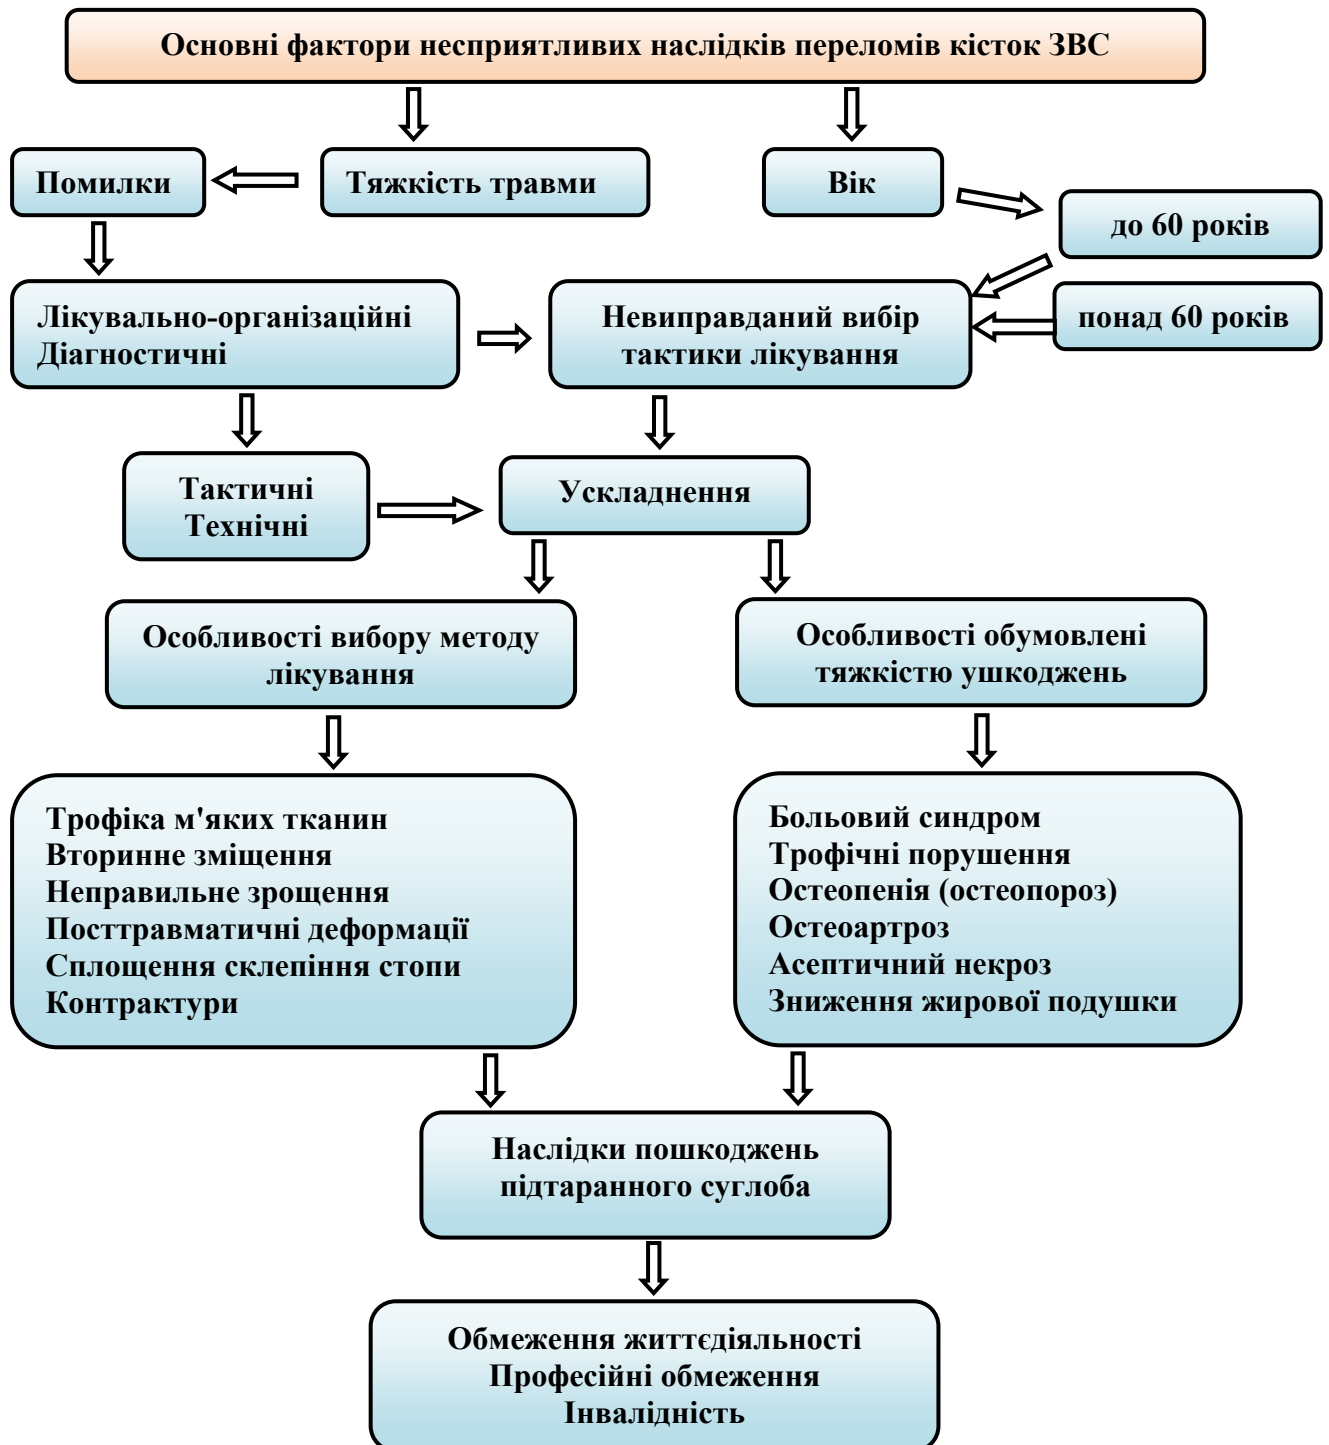 Основні фактори несприятливих наслідків переломів кісток ЗВС
Помилки
Тяжкість травми
Вік
до 60 років
Лікувально-організаційні
Діагностичні
Невиправданий вибір
тактики лікування
понад 60 років
Тактичні
Технічні
Ускладнення
Особливості вибору методу
лікування
Особливості обумовлені
тяжкістю ушкоджень
Трофіка м'яких тканин
Вторинне зміщення
Неправильне зрощення
Посттравматичні деформації
Сплощення склепіння стопи
Контрактури
Больовий синдром
Трофічні порушення
Остеопенія (остеопороз)
Остеоартроз
Асептичний некроз
Зниження жирової подушки
Наслідки пошкоджень
підтаранного суглоба
Обмеження життєдіяльності
Професійні обмеження
Інвалідність